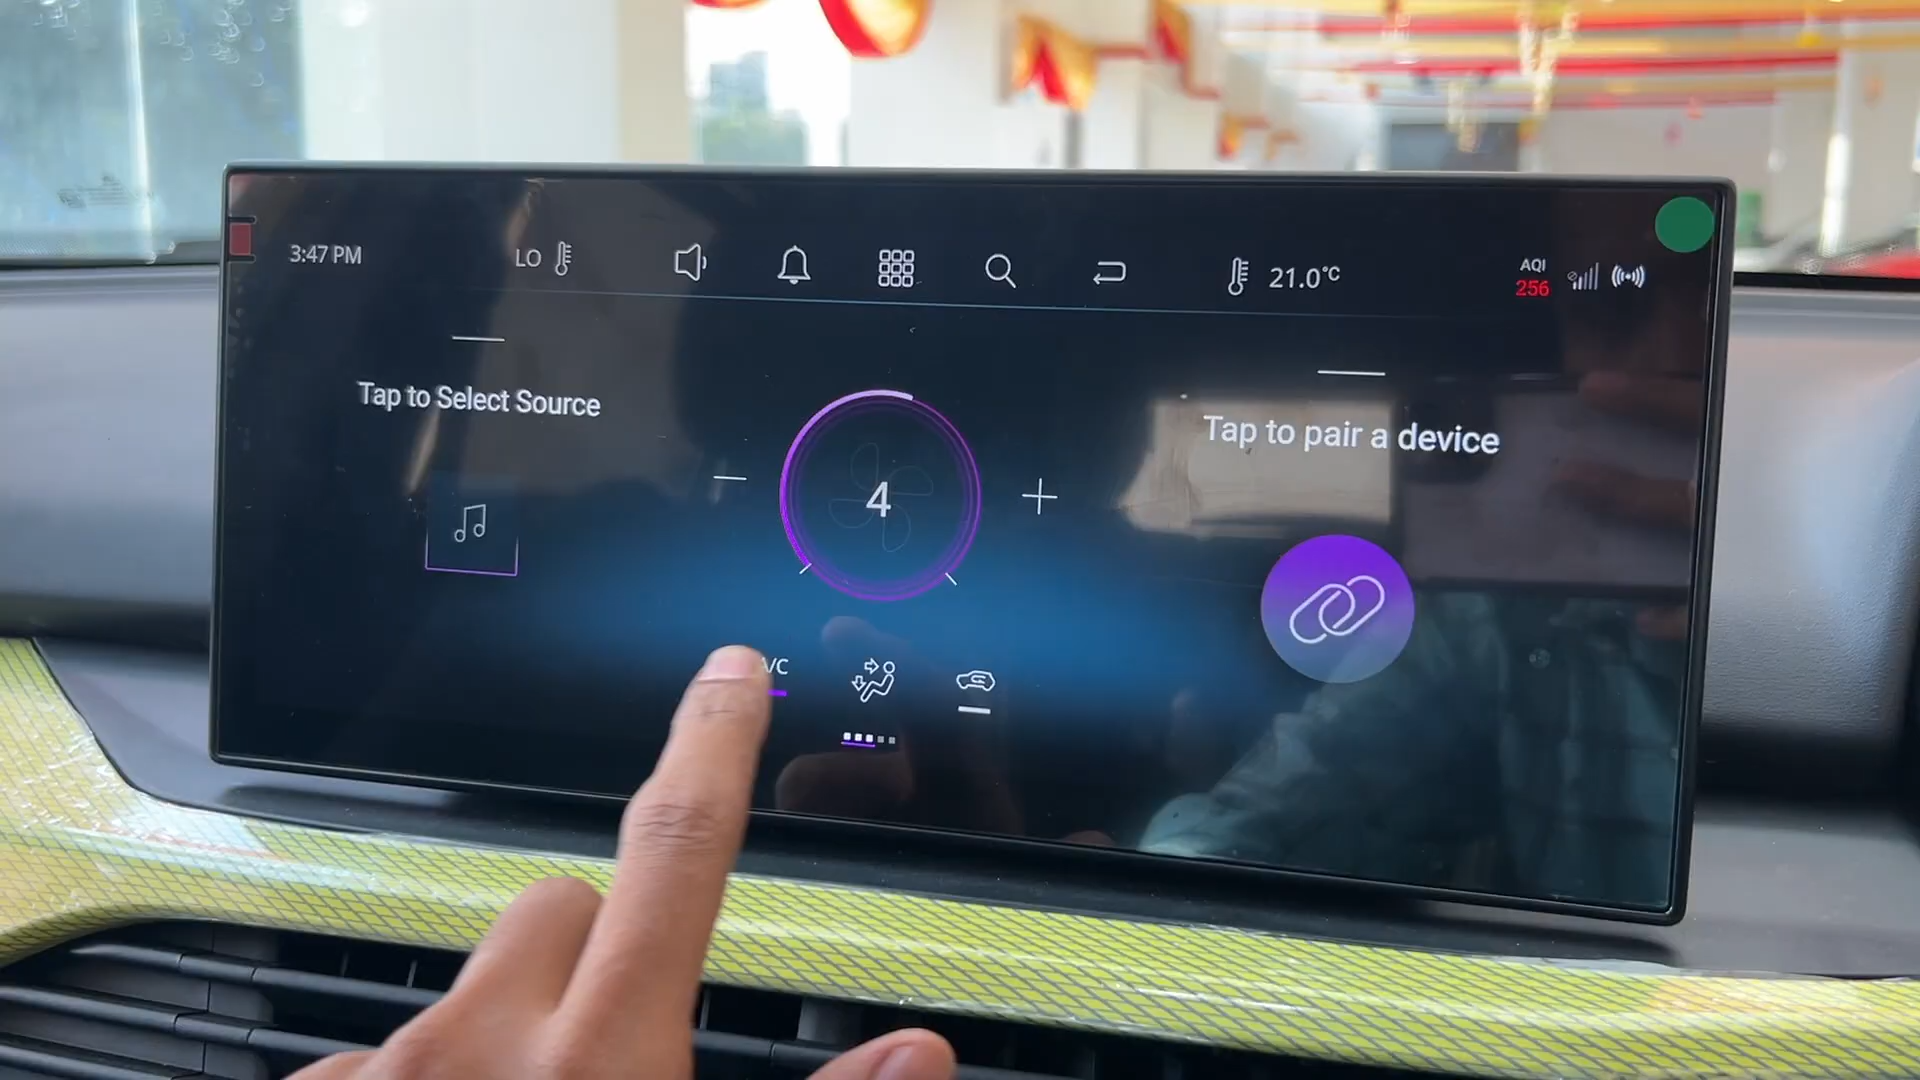 3:47 PM
LO
21.0°C
AQI
256
Tap to Select Source
Tap to pair a device
4
A/C